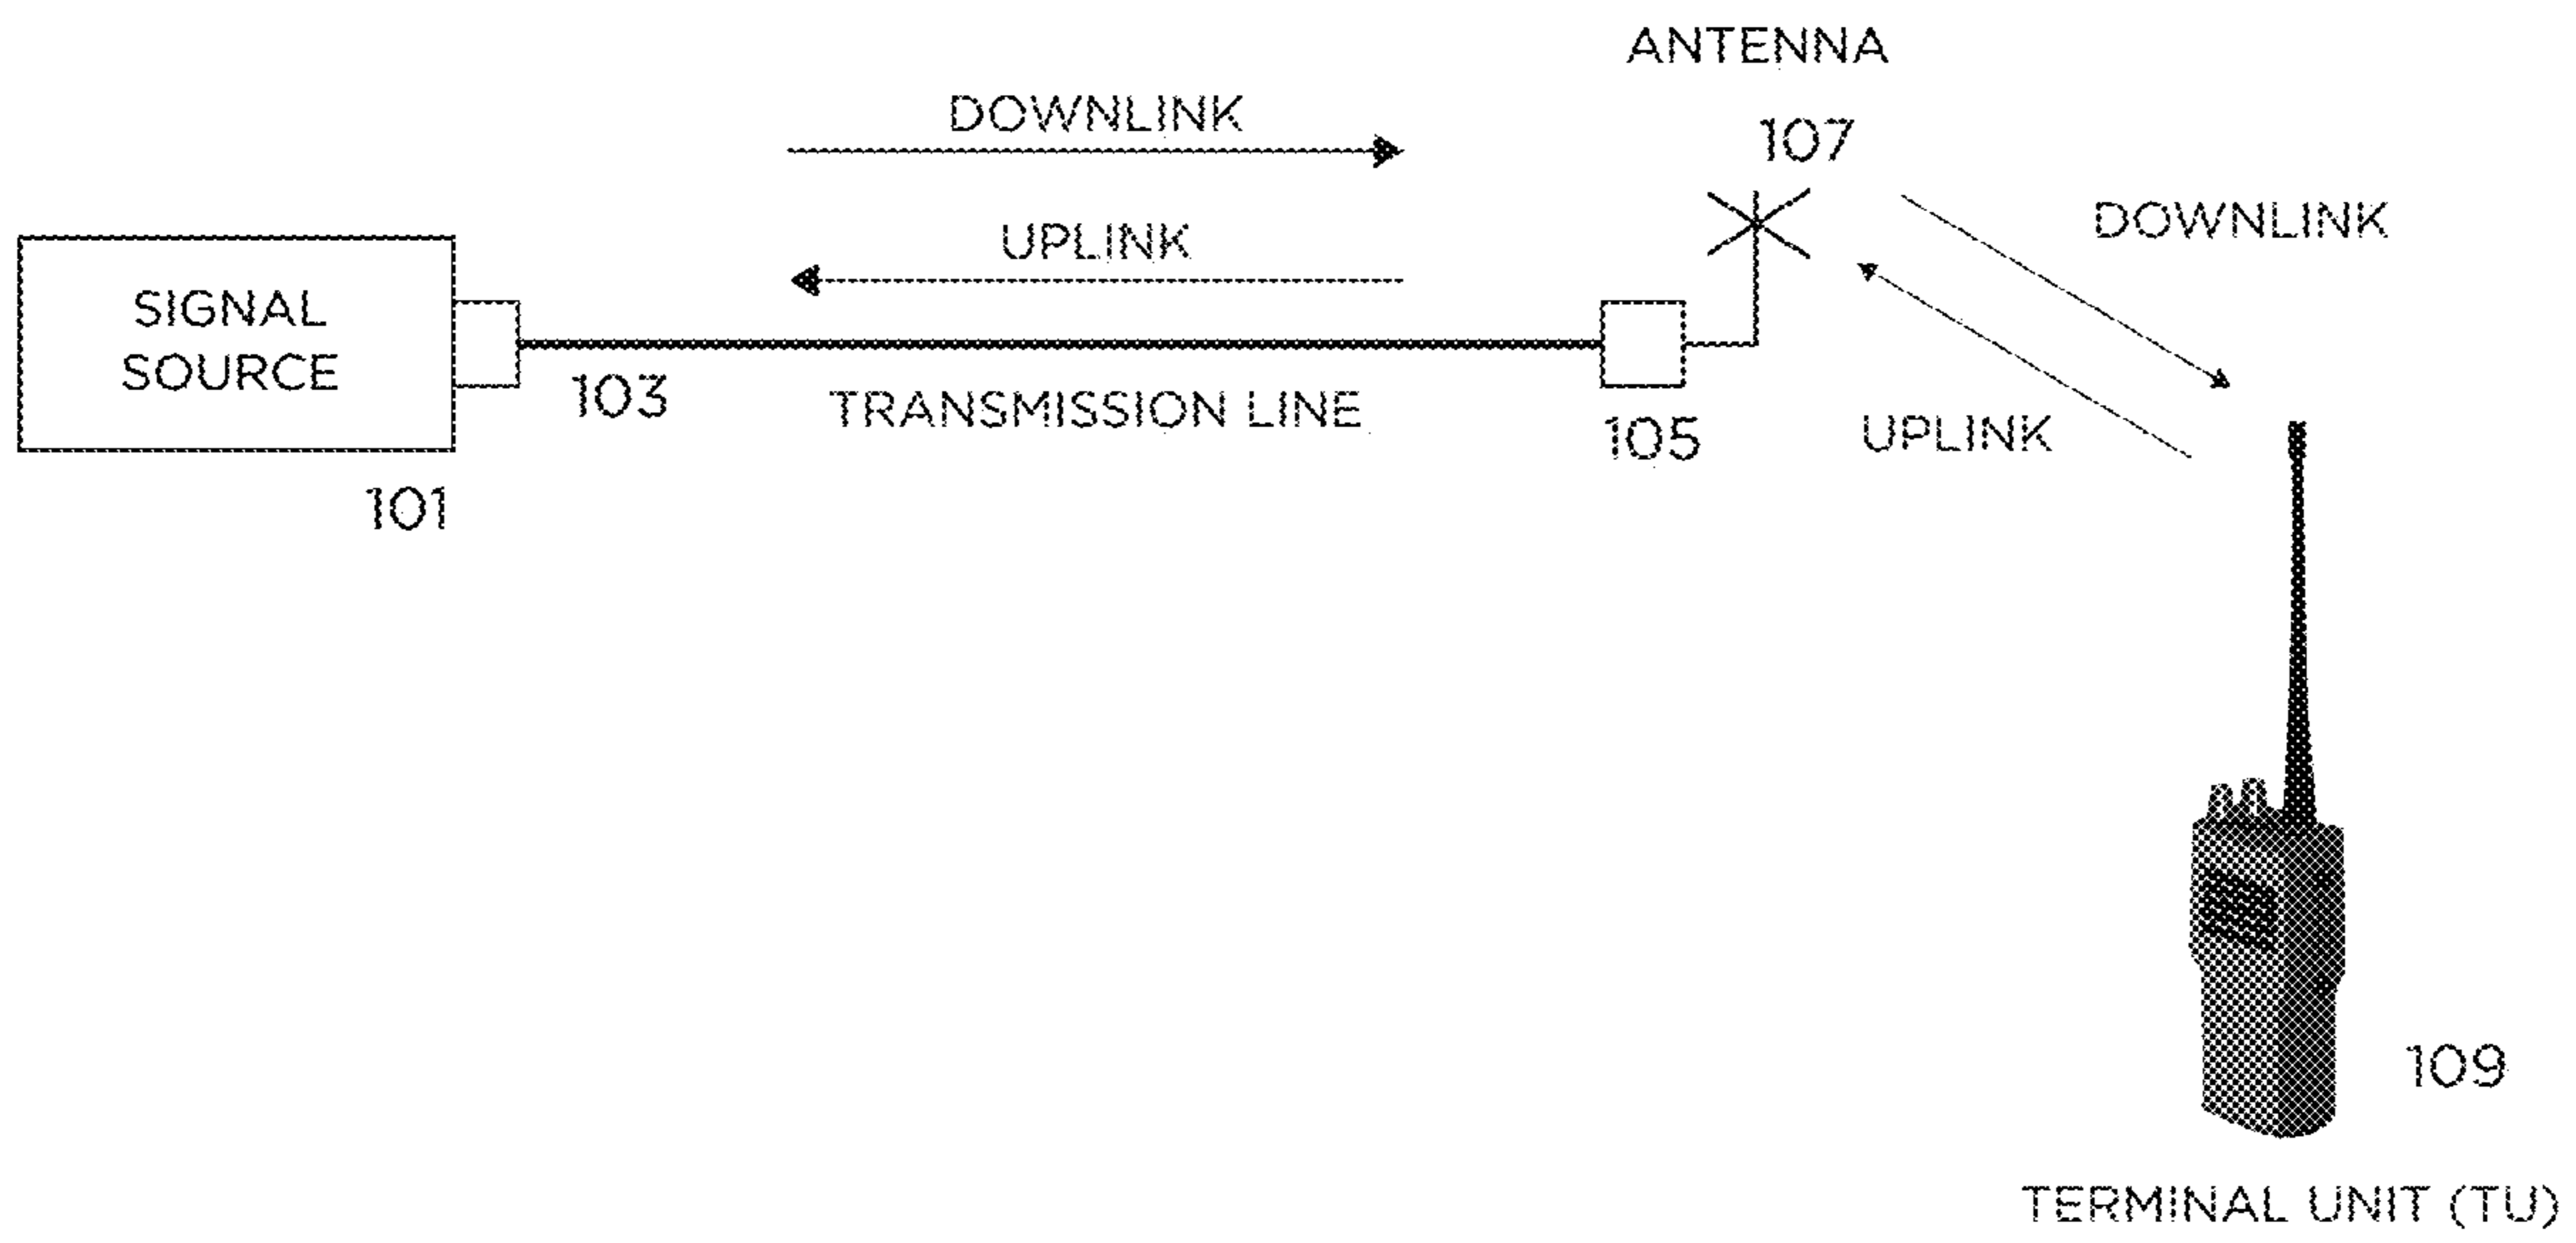 ANTENNA
107
DOWNLINK
UPLINK
DOWNLINK
UPLINK
SIGNAL
SOURCE
101
103
TRANSMISSION LINE
105
109
TERMINAL UNIT (TU)